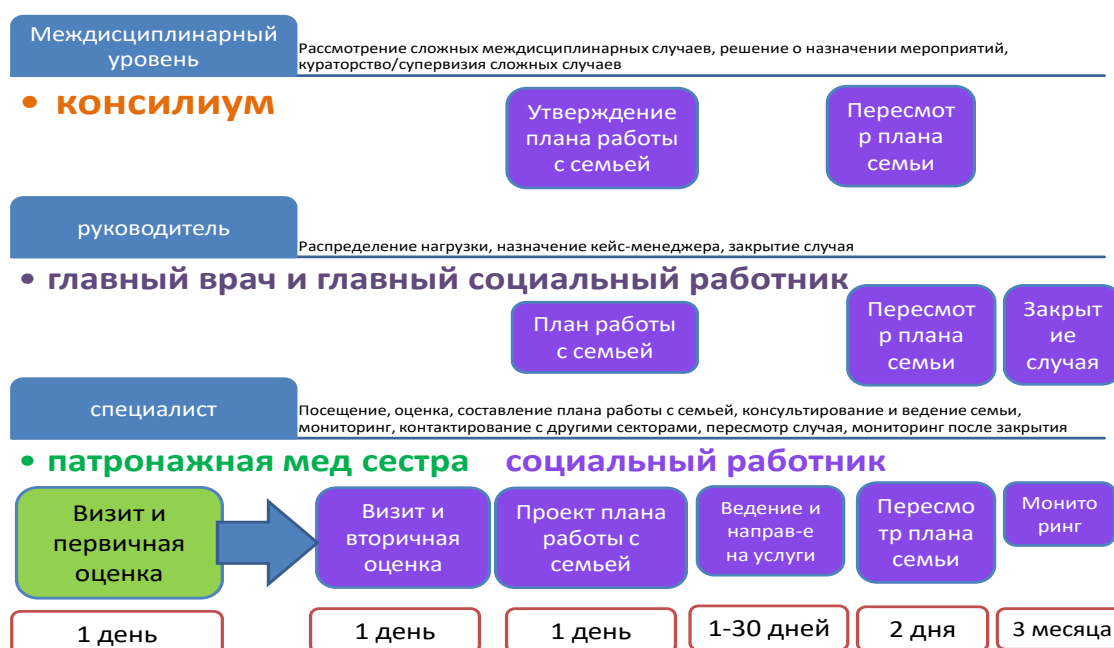 Междисциплинарный
уровень
Рассмотрение сложных междисциплинарных случаев, решение о назначении мероприятий,
кураторство/супервизия сложных случаев
• консилиум
Утверждение
плана работы
с семьей
Пересмот
р плана
семьи
руководитель
Распределение нагрузки, назначение кейс-менеджера, закрытие случая
• главный врач и главный социальный работник
План работы
с семьей
Пересмот
р плана
семьи
Закрыт
ие
случая
специалист
Посещение, оценка, составление плана работы с семьей, консультирование и ведение семьи,
мониторинг, контактирование с другими секторами, пересмотр случая, мониторинг после закрытия
• патронажная мед сестра социальный работник
Визит и
первичная
оценка
Визит и
вторичная
оценка
Проект плана
работы с
семьей
Ведение и
направ-е
на услуги
Пересмо
тр плана
семьи
Монито
ринг
1 день
1 день
1 день
1-30 дней
2 дня
3 месяца